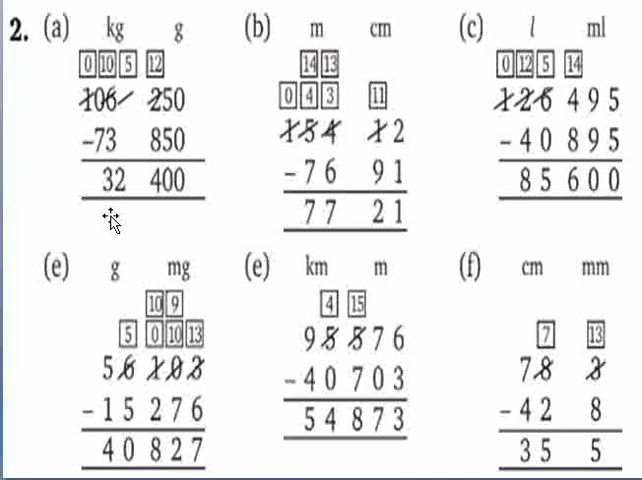 2. (a) kg g
0 10 5 12
106 250
–73 850
32 400
(b) m cm
14 13
0 4 3 11
154 12
–76 91
77 21
(c) l ml
0 12 5 14
126 495
–40 895
85 600
(e) g mg
10 9
5 0 10 13
56 103
–15 276
40 827
(e) km m
4 15
95 576
–40 703
54 873
(f) cm mm
7 13
78 3
–42 8
35 5